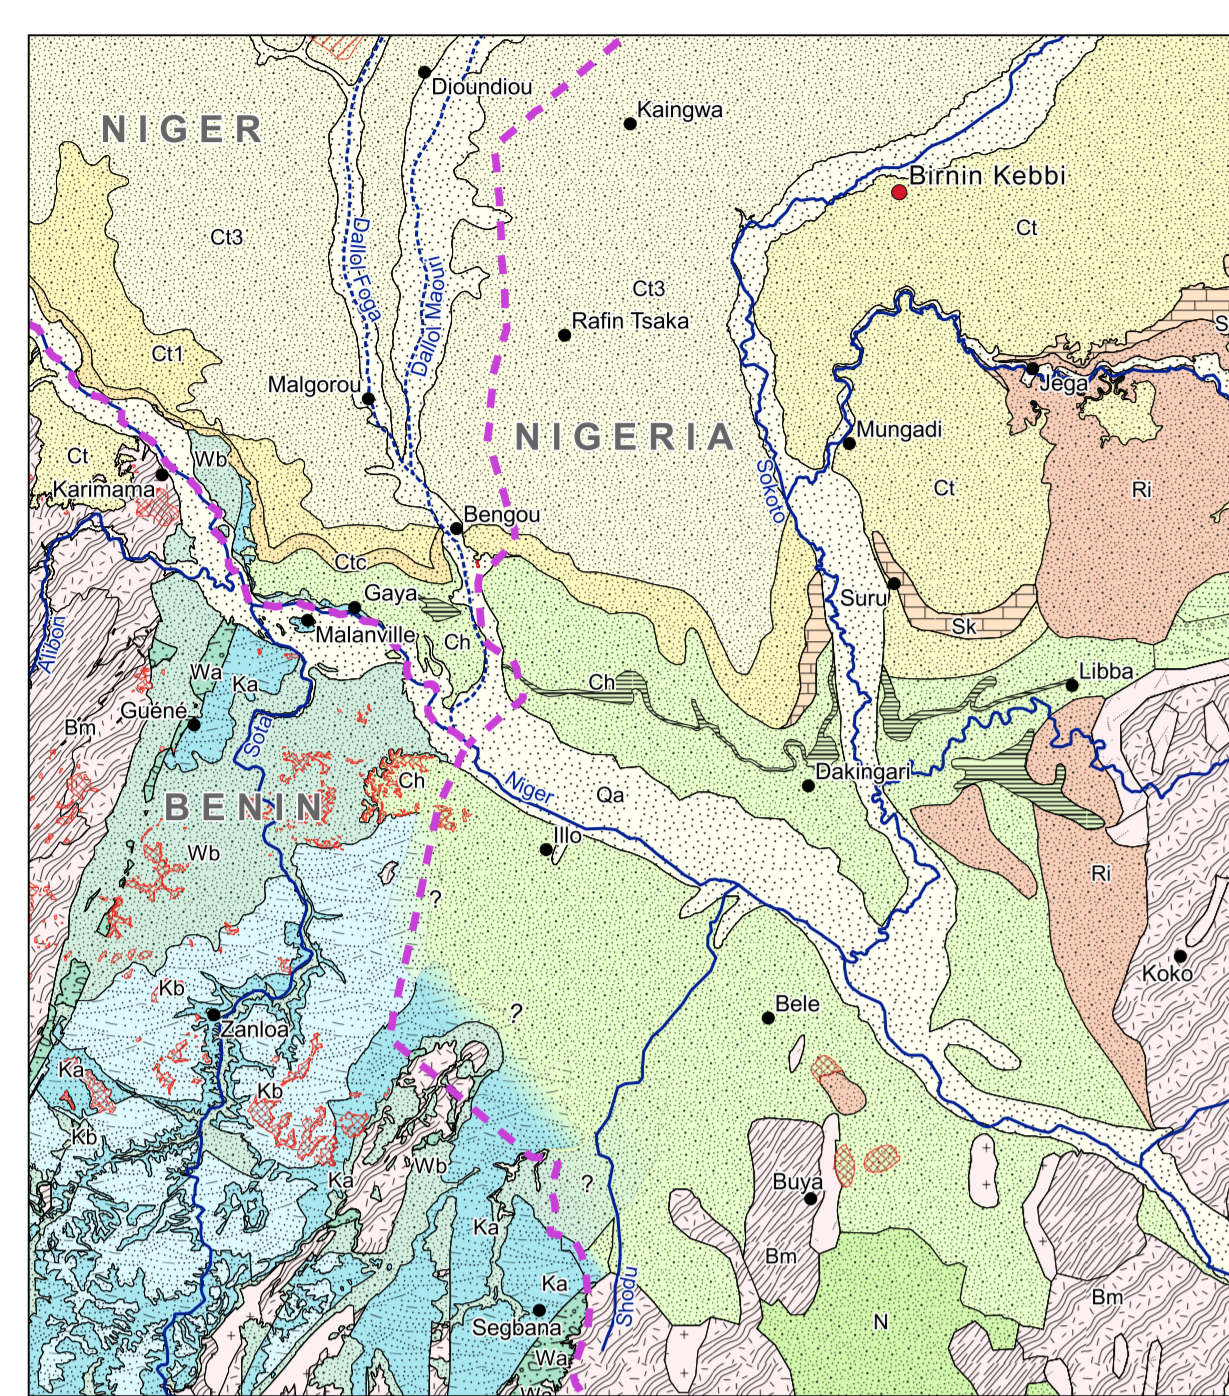 Dioundiou
Kaingwa
NIGER
Birnin Kebbi
Ct3
Dallol Foga
Ct
Dallol Maouri
Ct3
Rafin Tsaka
S
Ct1
Malgorou
Jega
NIGERIA
Mungadi
Ct
Wb
Karimama
Sokoto
Ct
Ri
Bengou
Ctc
Gaya
Suru
Malanville
Ch
Sk
Alibori
Wa
Ka
Ch
Libba
Guéné
Bm
Sota
Ch
Dakingari
Niger
Qa
BENIN
Illo
Wb
Ri
?
Koko
Kb
Bele
?
Zanloa
Ka
Kb
Kb
Wb
Ka
?
Buya
Ka
Bm
Ka
Shodu
Bm
Segbana
N
Wa
Wa